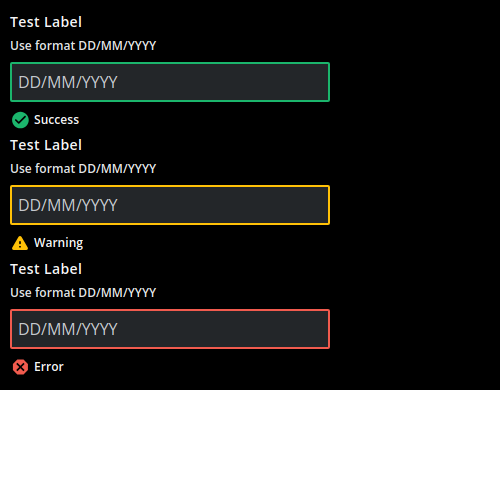 Test Label
Use format DD/MM/YYYY
DD/MM/YYYY
Success
Test Label
Use format DD/MM/YYYY
DD/MM/YYYY
Warning
Test Label
Use format DD/MM/YYYY
DD/MM/YYYY
Error